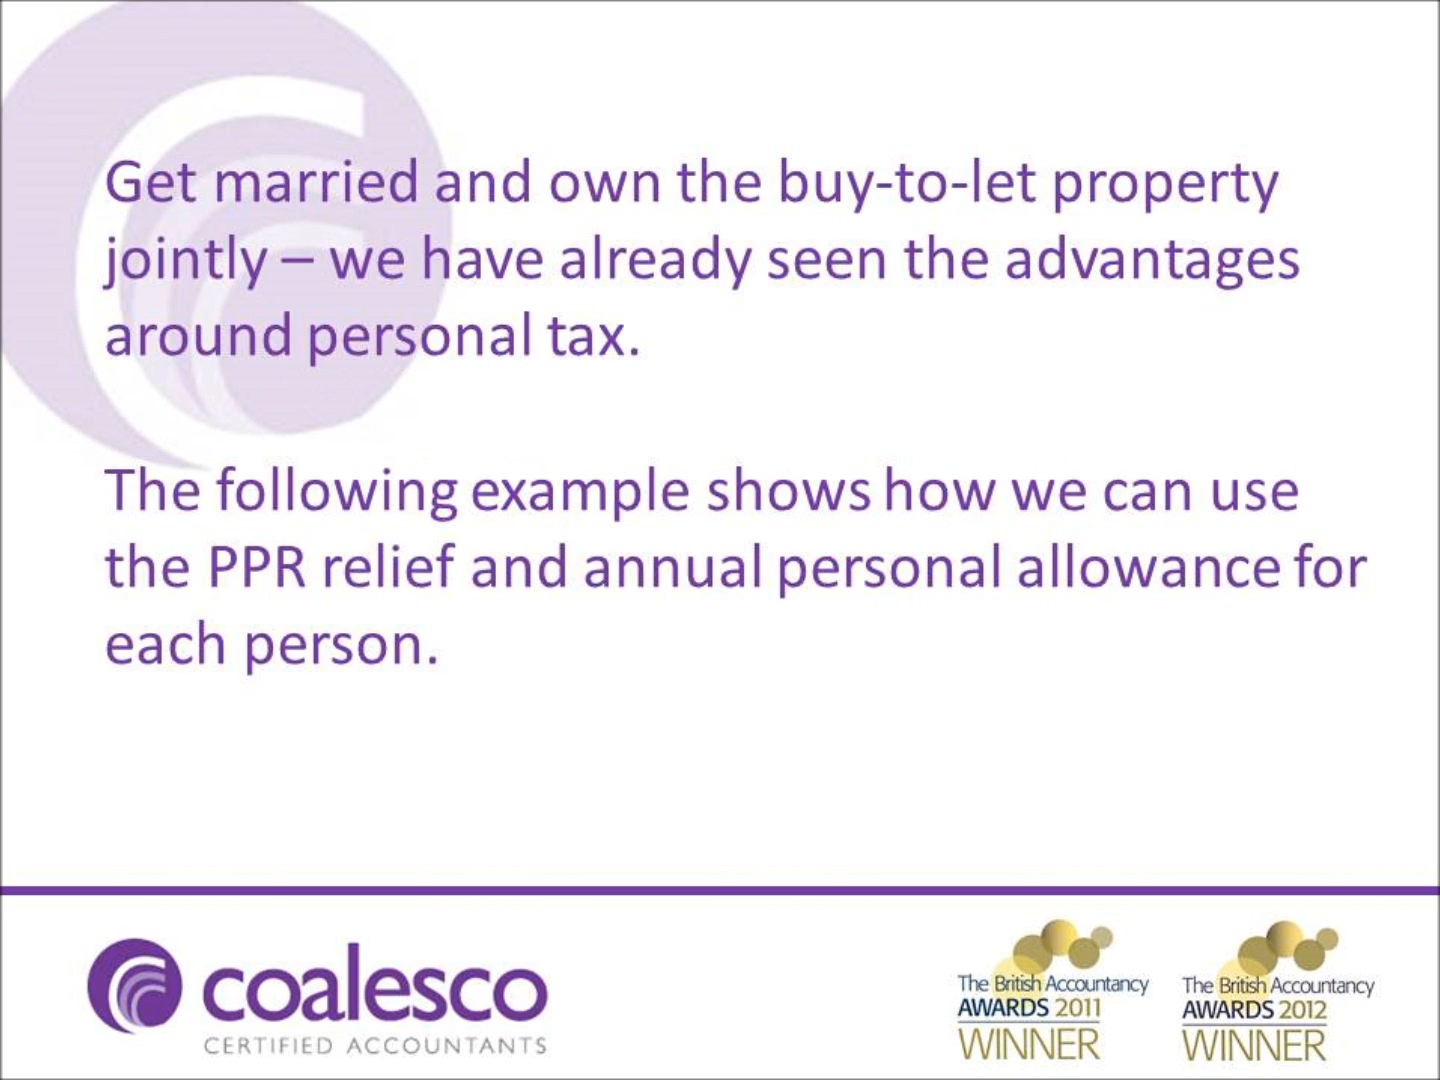 Get married and own the buy-to-let property
jointly – we have already seen the advantages
around personal tax.
The following example shows how we can use
the PPR relief and annual personal allowance for
each person.
coalesco
CERTIFIED ACCOUNTANTS
The British Accountancy
AWARDS 2011
WINNER
The British Accountancy
AWARDS 2012
WINNER